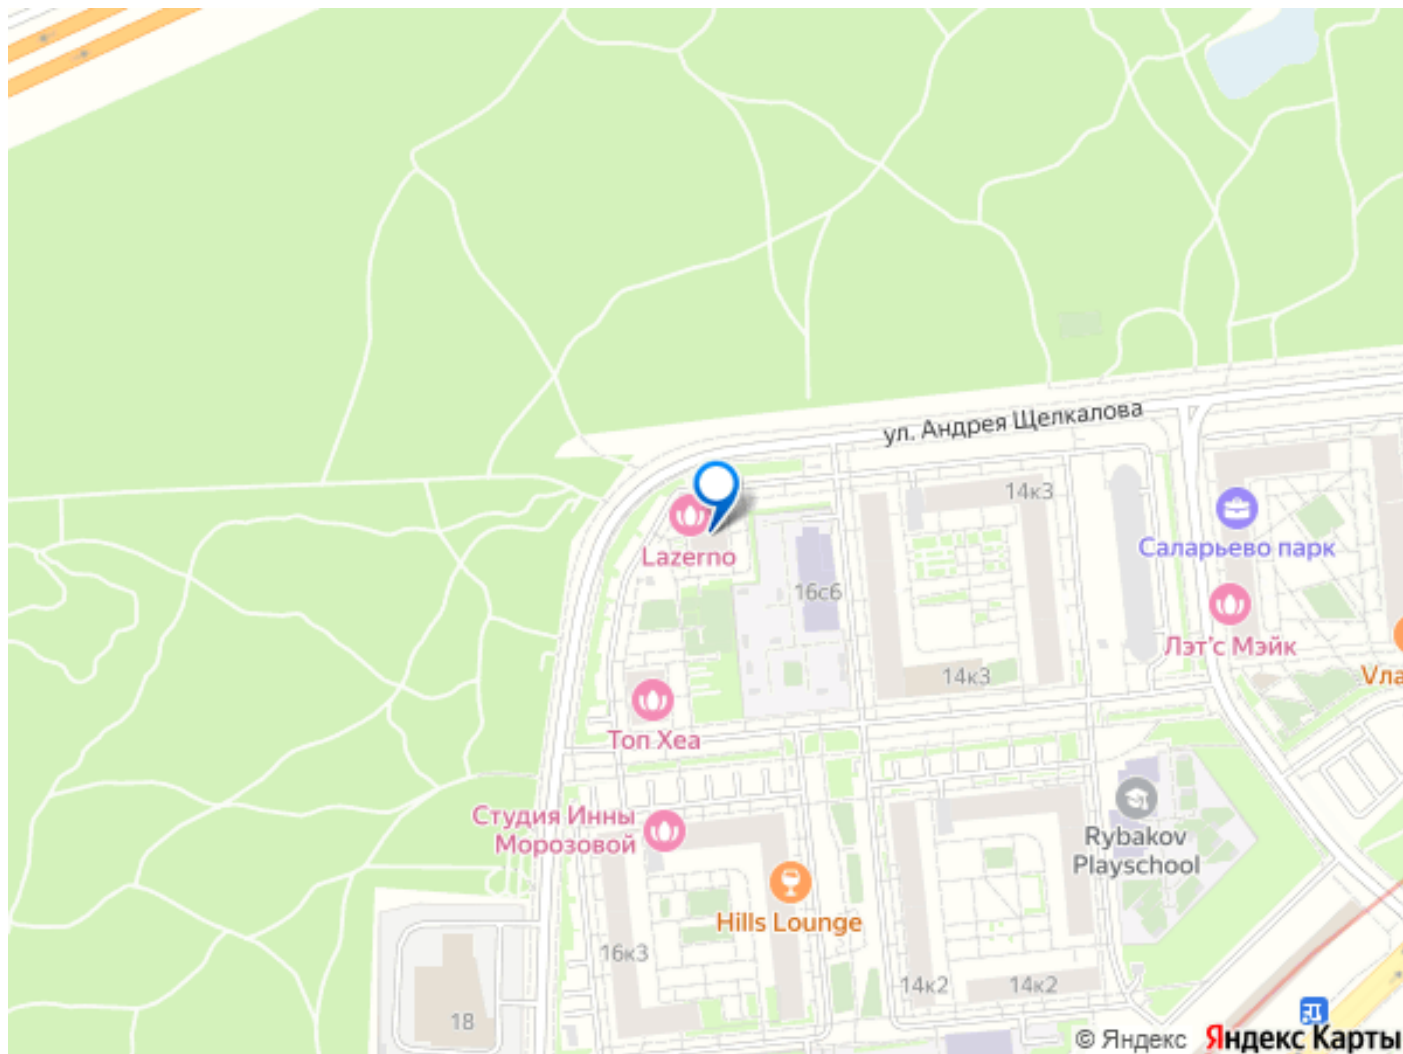 ул. Андрея Щелкалова
14к3
Lazerno
Саларьево парк
16с6
Лэт'с Мэйк
14к3
Vла
Топ Хеа
Студия Инны
Морозовой
Rybakov
Playschool
Hills Lounge
16к3
14к2
14к2
18
© Яндекс Яндекс Карты